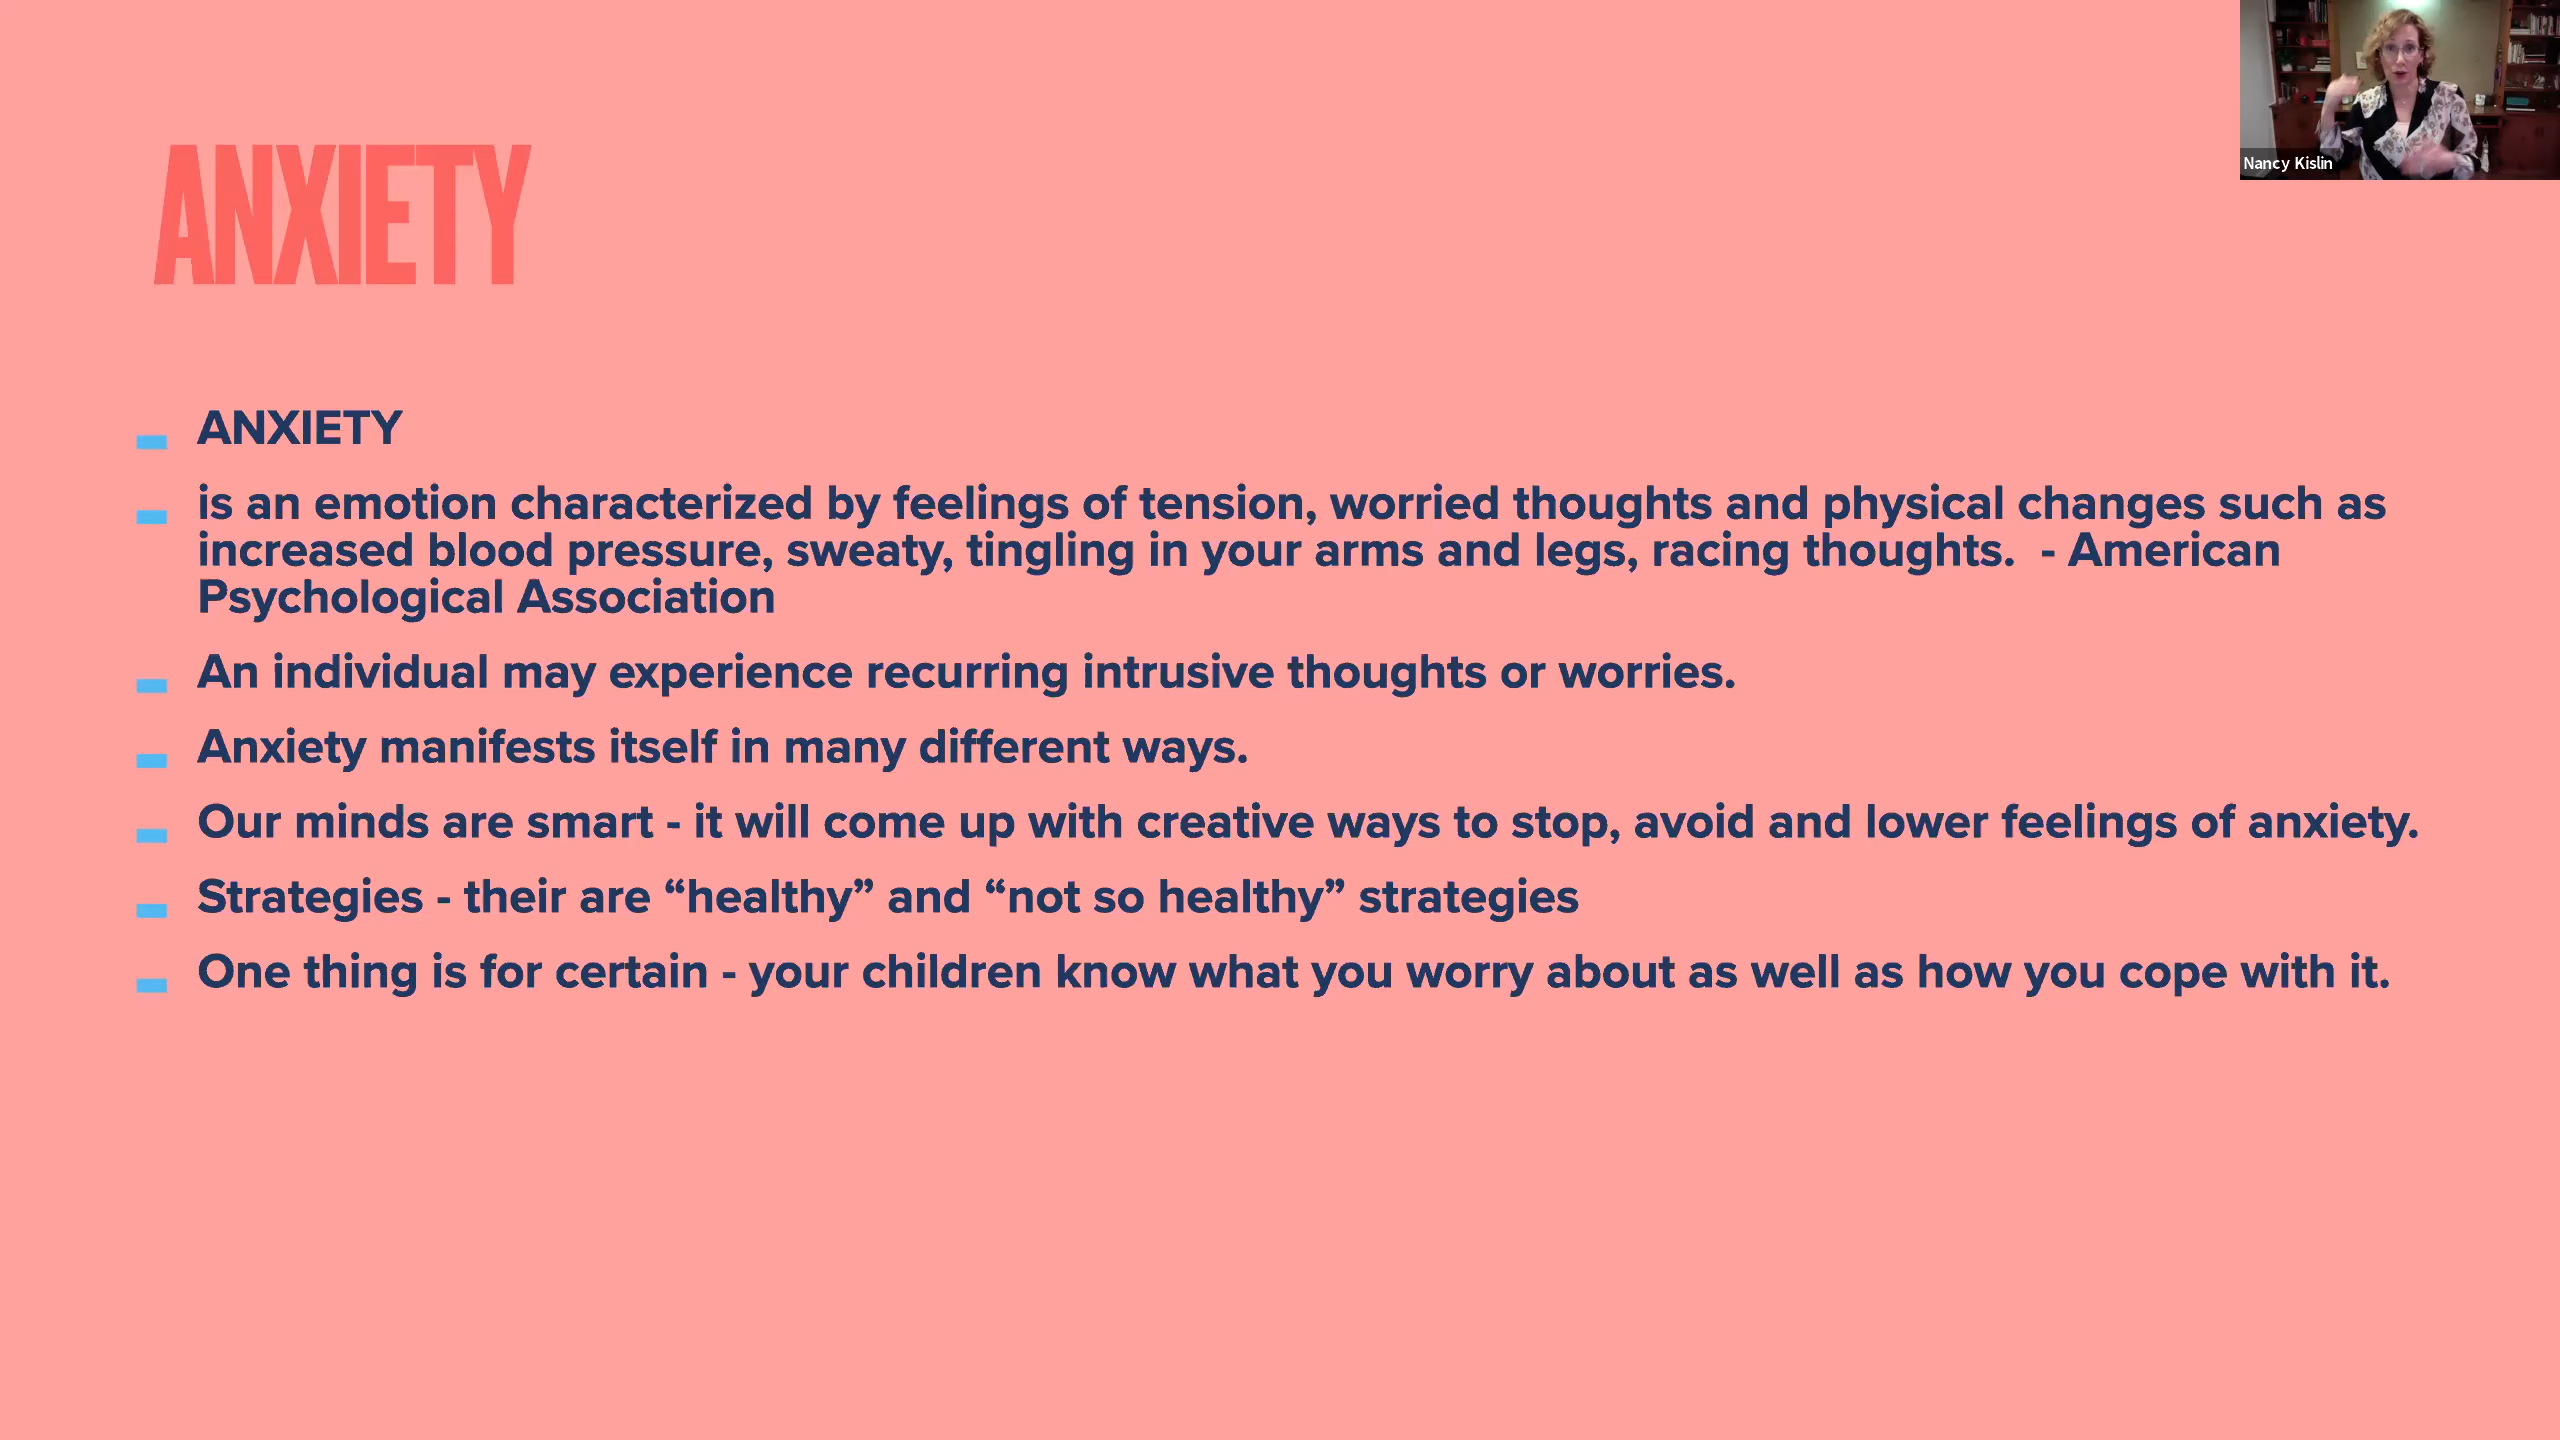 Nancy Kislin
ANXIETY
ANXIETY
is an emotion characterized by feelings of tension, worried thoughts and physical changes such as
increased blood pressure, sweaty, tingling in your arms and legs, racing thoughts.  - American
Psychological Association
An individual may experience recurring intrusive thoughts or worries.
Anxiety manifests itself in many different ways.
Our minds are smart - it will come up with creative ways to stop, avoid and lower feelings of anxiety.
Strategies - their are “healthy” and “not so healthy” strategies
One thing is for certain - your children know what you worry about as well as how you cope with it.